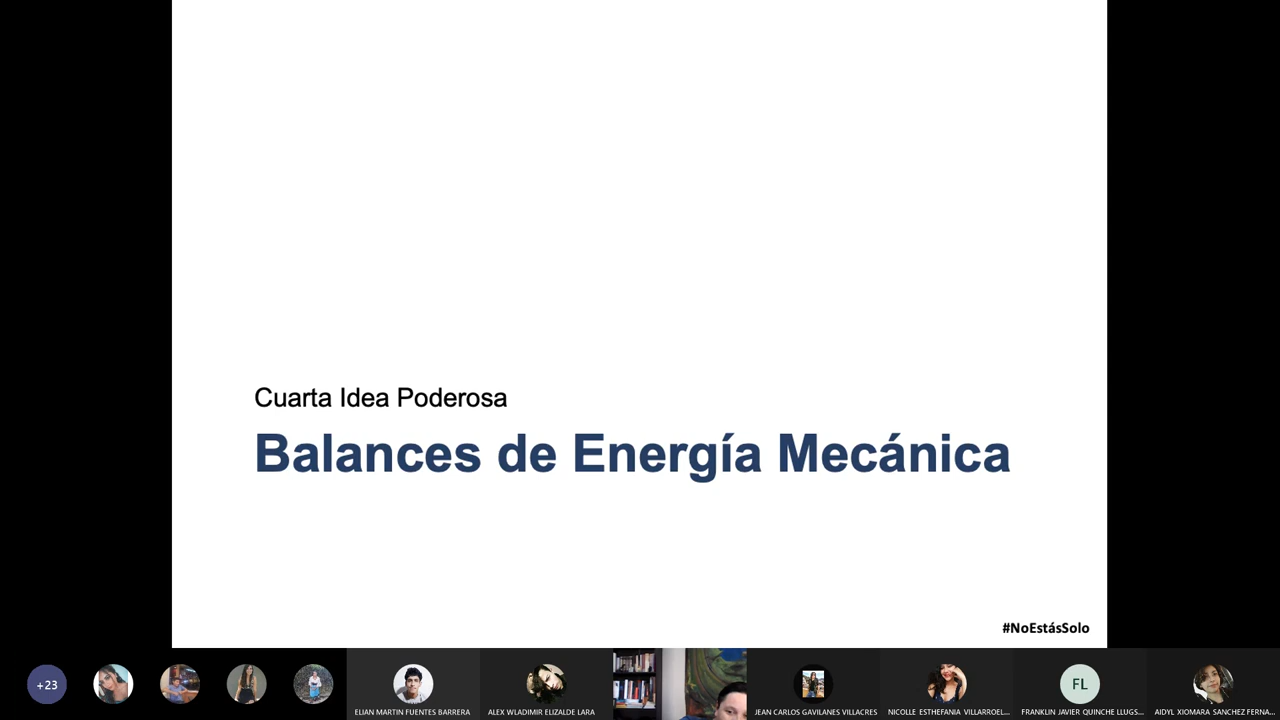 Cuarta Idea Poderosa
Balances de Energía Mecánica
#NoEstásSolo
+23
ELIAN MARTIN FUENTES BARRERA
ALEX WLADIMIR ELIZALDE LARA
JEAN CARLOS GAVILANES VILLACRES
NICOLLE ESTHEFANIA VILLARROEL...
FL
FRANKLIN JAVIER QUINCHE LLUGS...
AIDYL XIOMARA SANCHEZ FERNA...